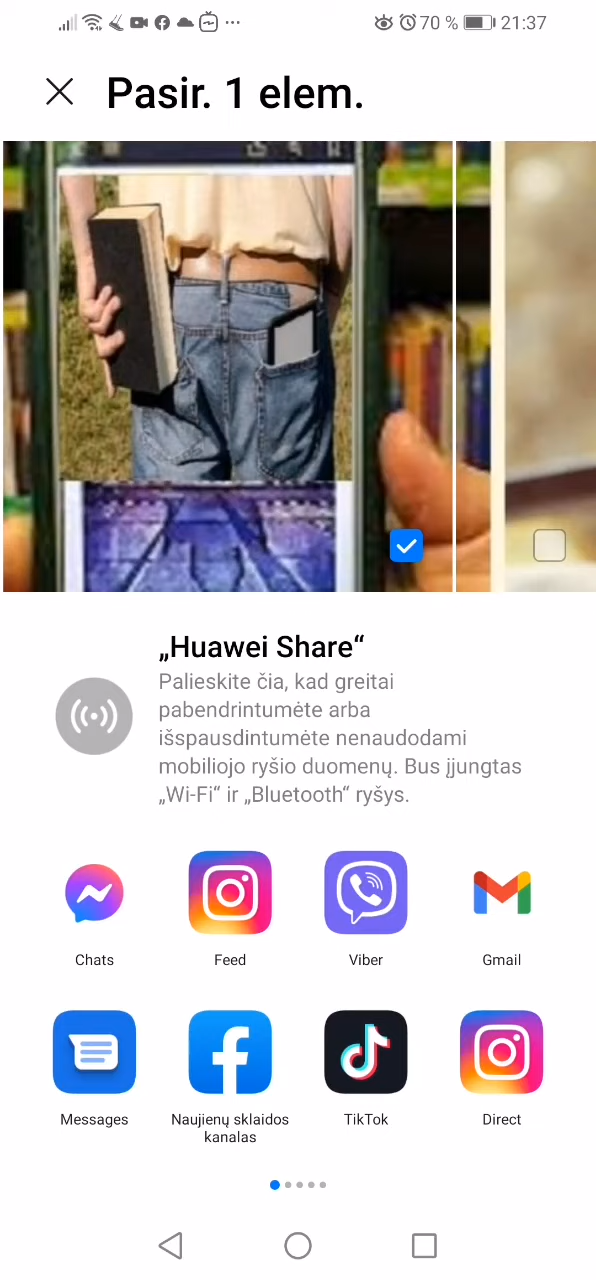 70 % 21:37
Pasir. 1 elem.
„Huawei Share“
Palieskite čia, kad greitai
pabendrintumėte arba
išspausdintumėte nenaudodami
mobiliojo ryšio duomenų. Bus įjungtas
„Wi-Fi“ ir „Bluetooth“ ryšys.
Chats Feed Viber Gmail
Messages Naujienų sklaidos TikTok Direct
kanalas